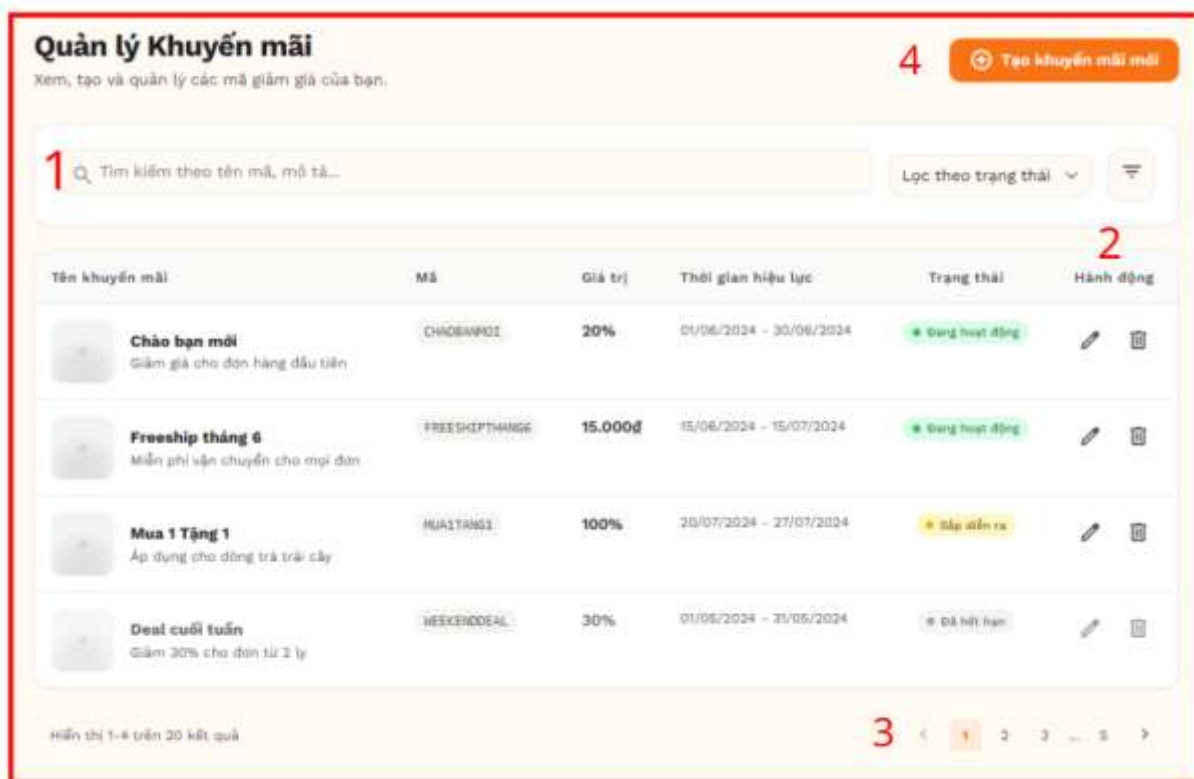 Quản lý Khuyến mãi
Xem, tạo và quản lý các mã giảm giá của bạn.
4
Tạo khuyến mãi mới
1
Tìm kiếm theo tên mã, mô tả...
Lọc theo trạng thái
2
Tên khuyến mãi Mã Giá trị Thời gian hiệu lực Trạng thái Hành động
Chào bạn mới CHAOBANMOI 20% 01/06/2024 - 30/06/2024 Đang hoạt động
Giảm giá cho đơn hàng đầu tiên
Freeship tháng 6 FREESHIPTHANG6 15.000₫ 15/06/2024 - 15/07/2024 Đang hoạt động
Miễn phí vận chuyển cho mọi đơn
Mua 1 Tặng 1 MUA1TANG1 100% 20/07/2024 - 27/07/2024 Sắp diễn ra
Áp dụng cho dòng trà trái cây
Deal cuối tuần WEEKENDDEAL 30% 01/05/2024 - 31/05/2024 Đã hết hạn
Giảm 30% cho đơn từ 2 ly
Hiển thị 1-4 trên 20 kết quả
3
1 2 3 ... 5